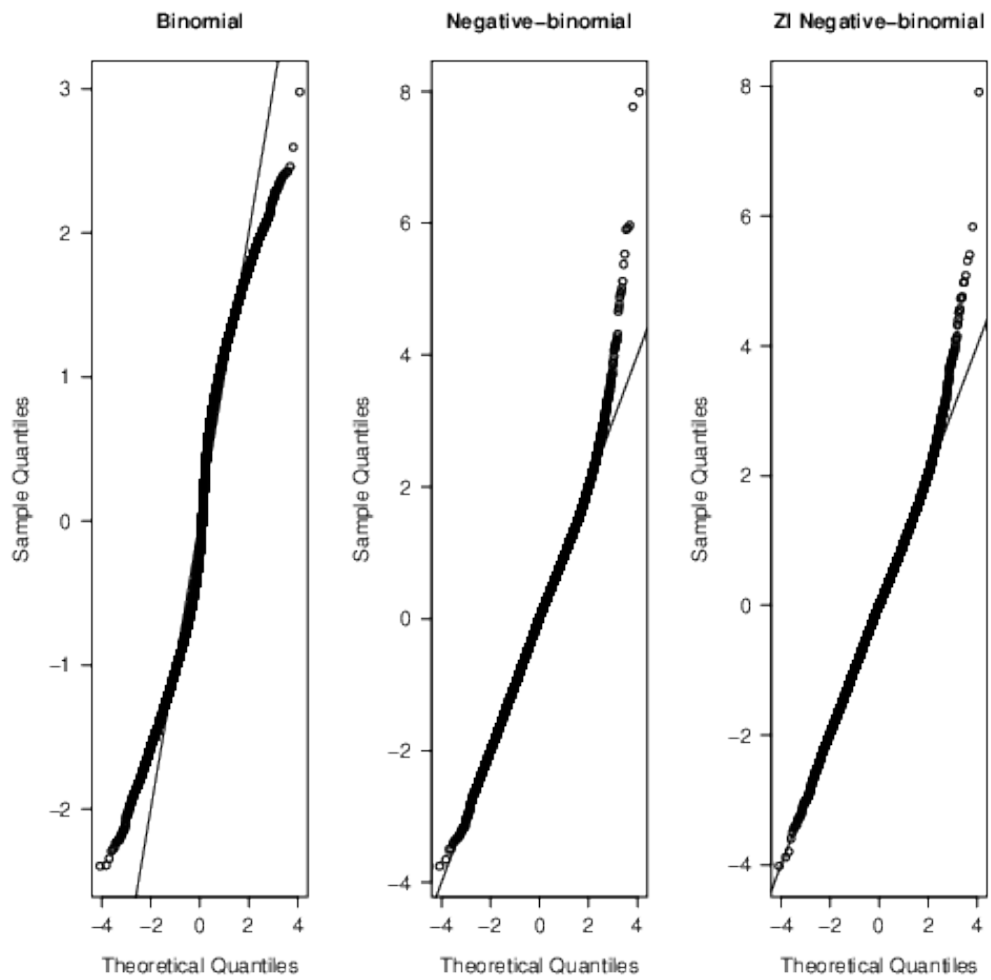 Binomial
Sample Quantiles
3
2
1
0
−1
−2
−4 −2 0 2 4
Theoretical Quantiles
Negative−binomial
Sample Quantiles
8
6
4
2
0
−2
−4
−4 −2 0 2 4
Theoretical Quantiles
ZI Negative−binomial
Sample Quantiles
8
6
4
2
0
−2
−4
−4 −2 0 2 4
Theoretical Quantiles